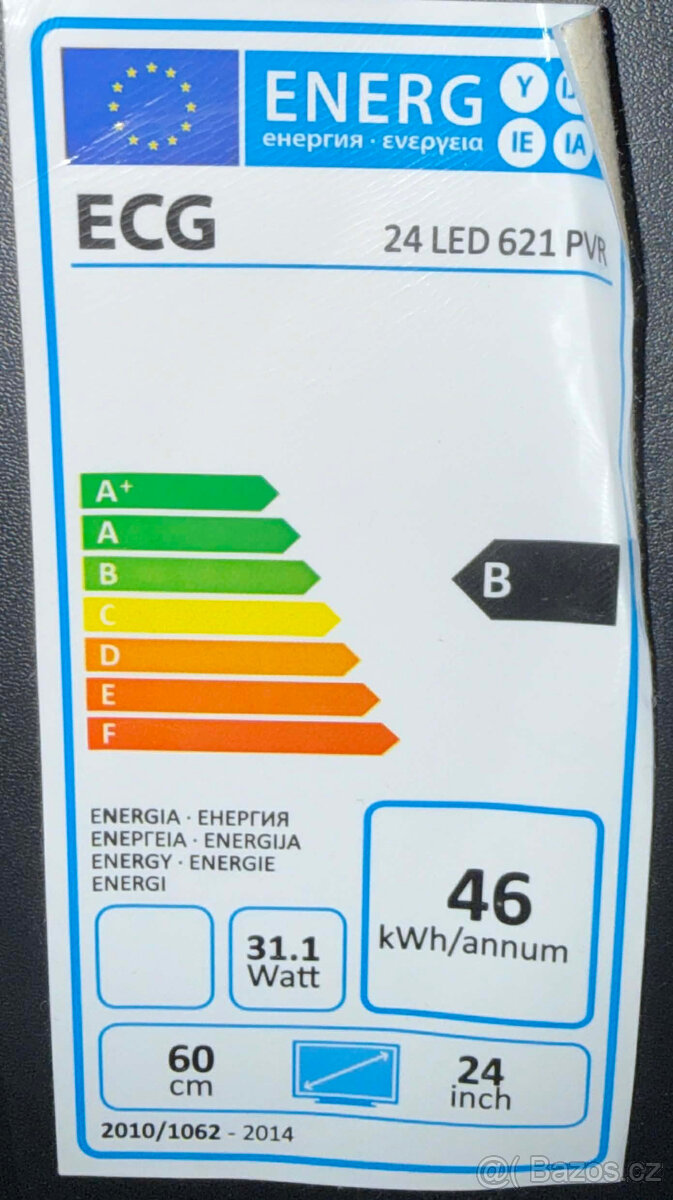 ENERG Y IJ
енергия · ενεργεια IE IA
ECG
24 LED 621 PVR
A+
A
B
C
D
E
F
B
ENERGIA · ЕНЕРГИЯ
ΕΝΕΡΓΕΙΑ · ENERGIJA
ENERGY · ENERGIE
ENERGI
46
kWh/annum
31.1
Watt
60
cm
24
inch
2010/1062 - 2014
@( Bazos.cz